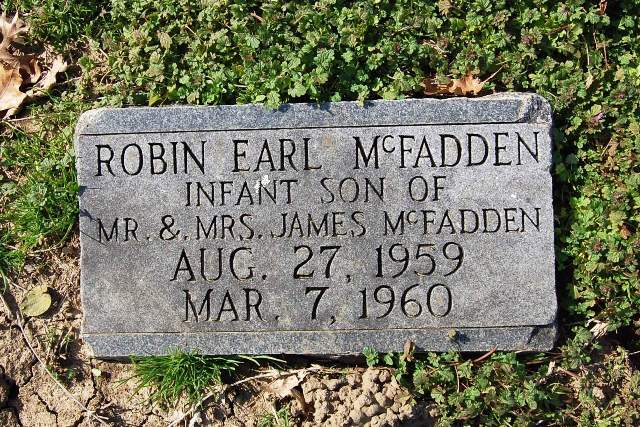 ROBIN EARL McFADDEN
INFANT SON OF
MR. & MRS. JAMES McFADDEN
AUG. 27, 1959
MAR. 7, 1960